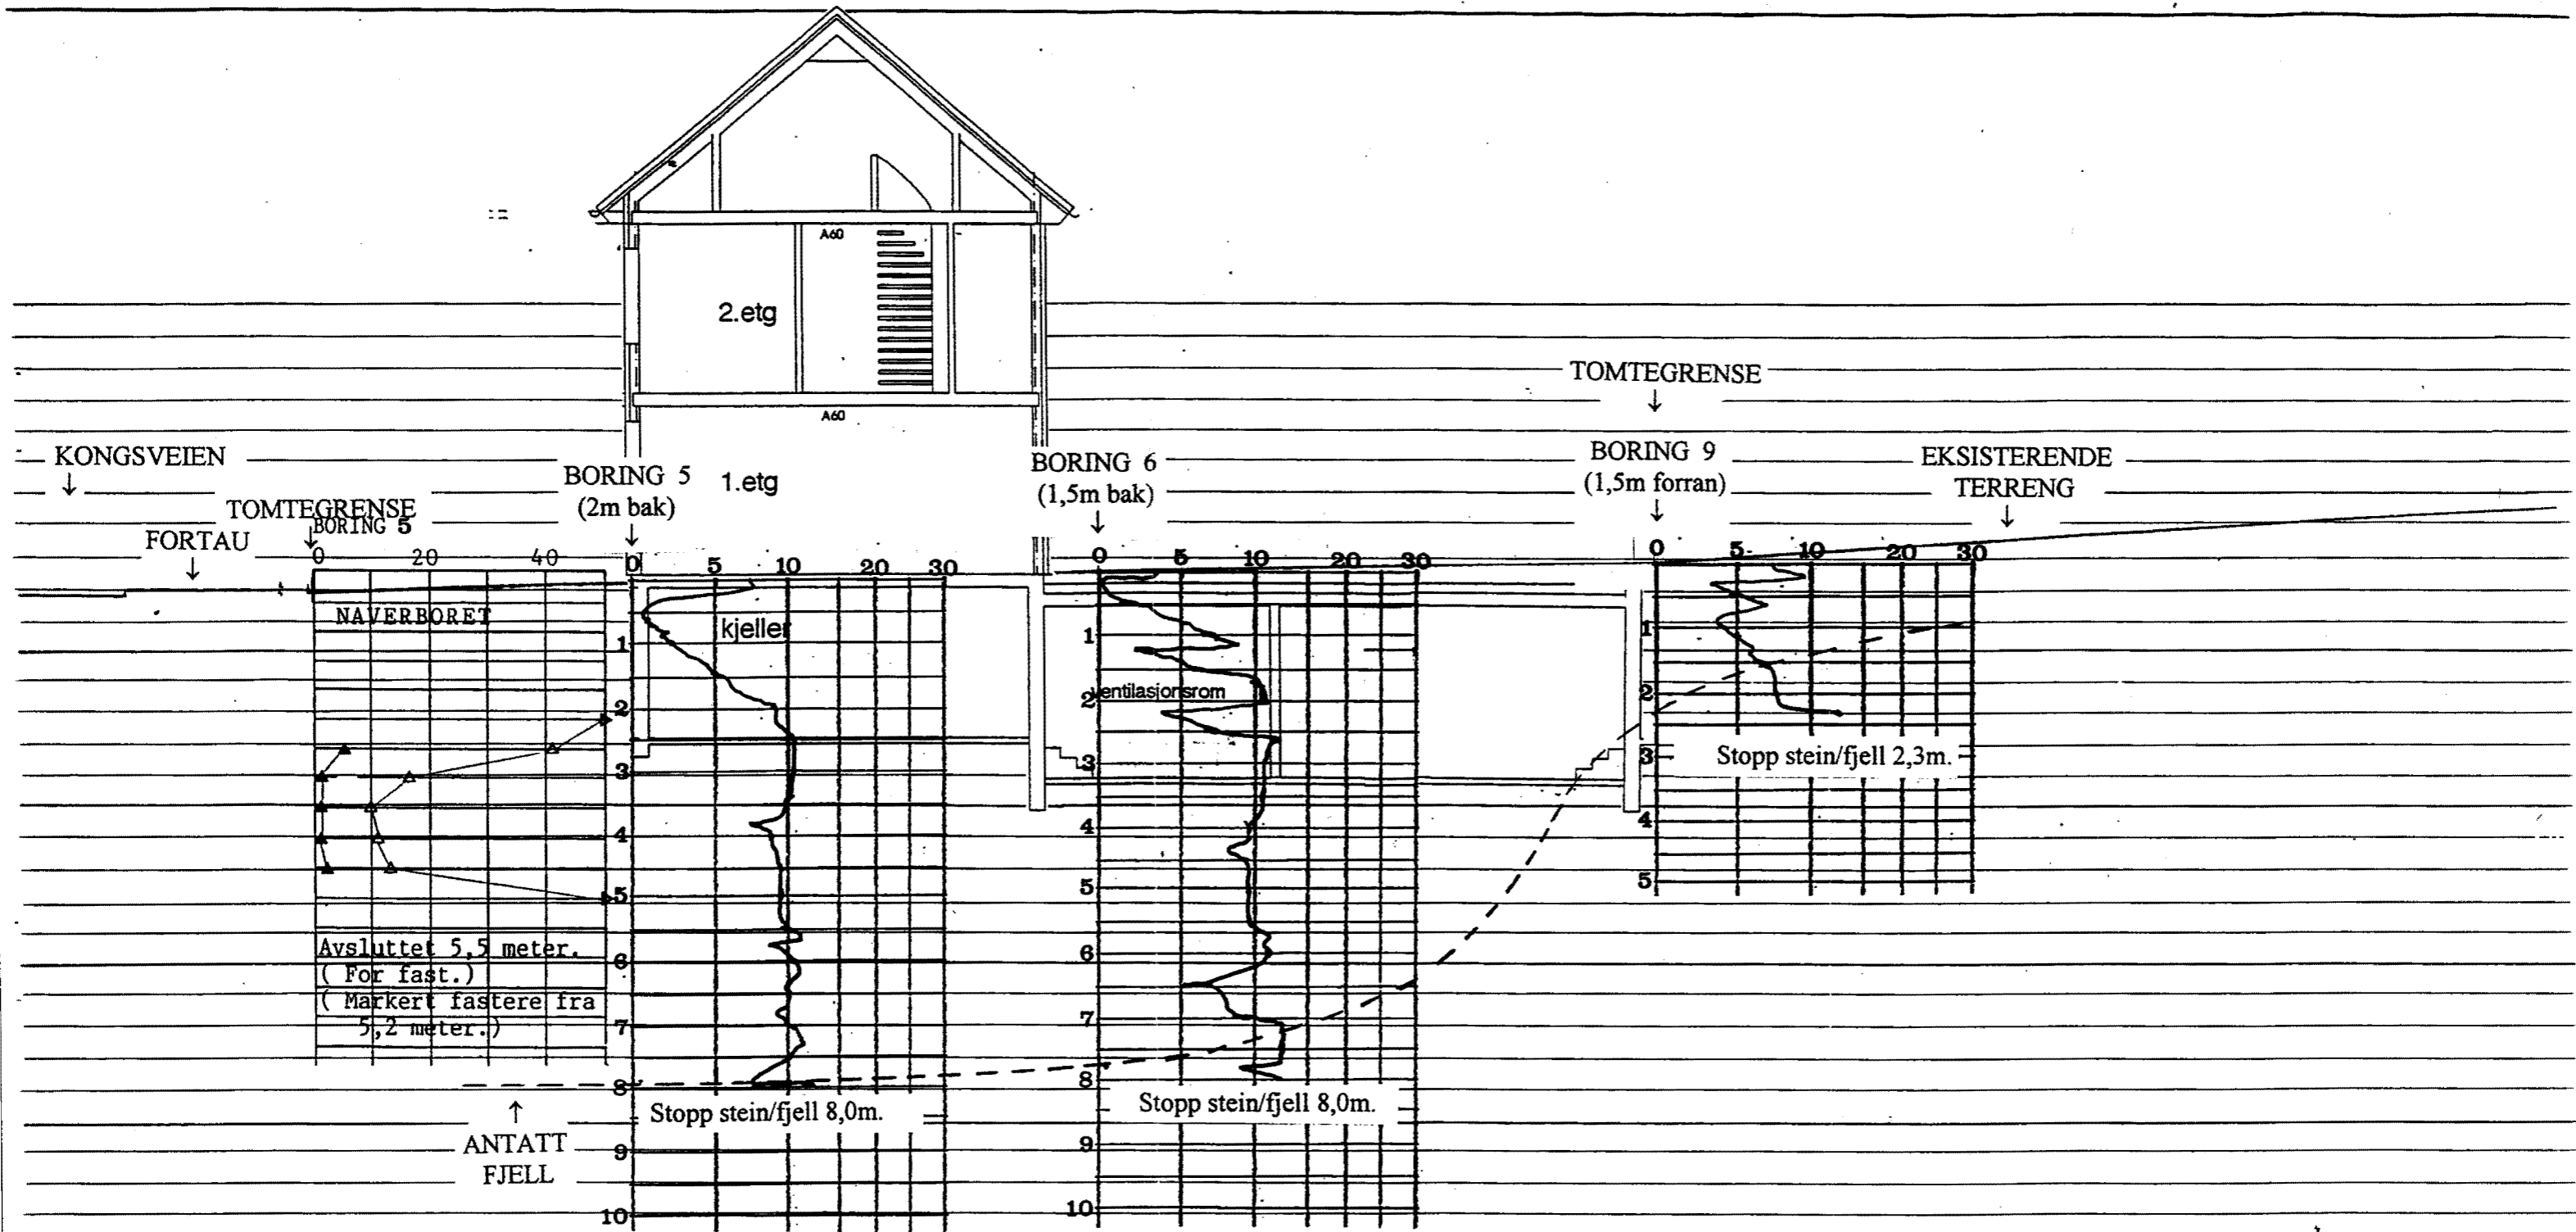 A60
2.etg
A60
TOMTEGRENSE
↓
KONGSVEIEN
↓
BORING 5
(2m bak)
↓
1.etg
BORING 6
(1,5m bak)
↓
BORING 9
(1,5m forran)
↓
EKSISTERENDE
TERRENG
↓
TOMTEGRENSE
↓
FORTAU
↓
BORING 5
0 20 40
NAVERBORET
Avsluttet 5,5 meter.
( For fast.)
( Markert fastere fra
5,2 meter.)
↑
ANTATT
FJELL
0 5 10 20 30
kjeller
1
2
3
4
5
6
7
8
Stopp stein/fjell 8,0m.
9
10
0 5 10 20 30
1
2
ventilasjonsrom
3
4
5
6
7
8
Stopp stein/fjell 8,0m.
9
10
0 5 10 20 30
1
2
3
Stopp stein/fjell 2,3m.
4
5